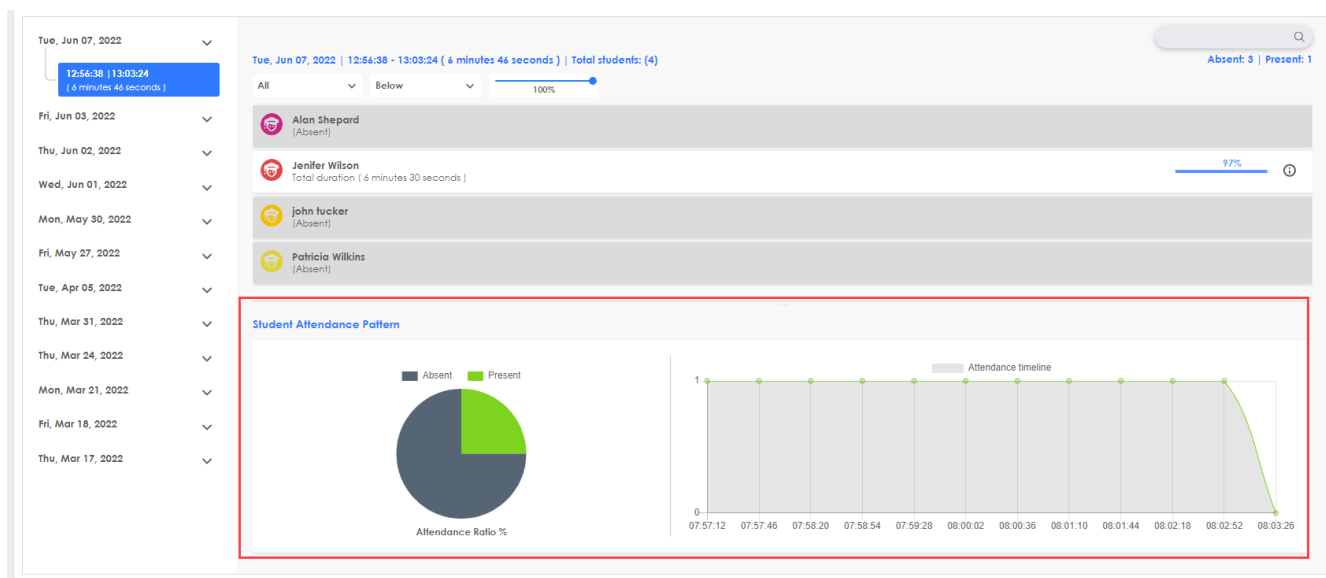 Tue, Jun 07, 2022
12:56:38 | 13:03:24
( 6 minutes 46 seconds )
Fri, Jun 03, 2022
Thu, Jun 02, 2022
Wed, Jun 01, 2022
Mon, May 30, 2022
Fri, May 27, 2022
Tue, Apr 05, 2022
Thu, Mar 31, 2022
Thu, Mar 24, 2022
Mon, Mar 21, 2022
Fri, Mar 18, 2022
Thu, Mar 17, 2022
Tue, Jun 07, 2022 | 12:56:38 - 13:03:24 ( 6 minutes 46 seconds ) | Total students: (4)
Absent: 3 | Present: 1
All Below 100%
Alan Shepard
(Absent)
Jenifer Wilson
Total duration ( 6 minutes 30 seconds )
97%
john tucker
(Absent)
Patricia Wilkins
(Absent)
Student Attendance Pattern
Absent Present
Attendance Ratio %
Attendance timeline
1
0
07:57:12 07:57:46 07:58:20 07:58:54 07:59:28 08:00:02 08:00:36 08:01:10 08:01:44 08:02:18 08:02:52 08:03:26